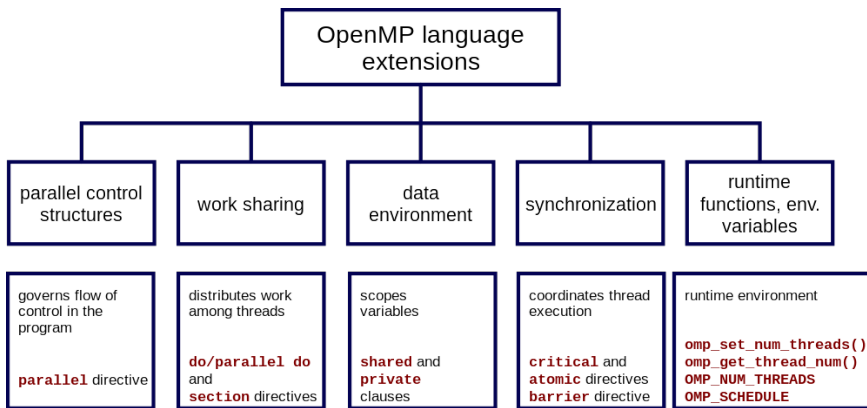 OpenMP language
extensions
parallel control
structures
work sharing
data
environment
synchronization
runtime
functions, env.
variables
governs flow of
control in the
program
parallel directive
distributes work
among threads
do/parallel do
and
section directives
scopes
variables
shared and
private
clauses
coordinates thread
execution
critical and
atomic directives
barrier directive
runtime environment
omp_set_num_threads()
omp_get_thread_num()
OMP_NUM_THREADS
OMP_SCHEDULE